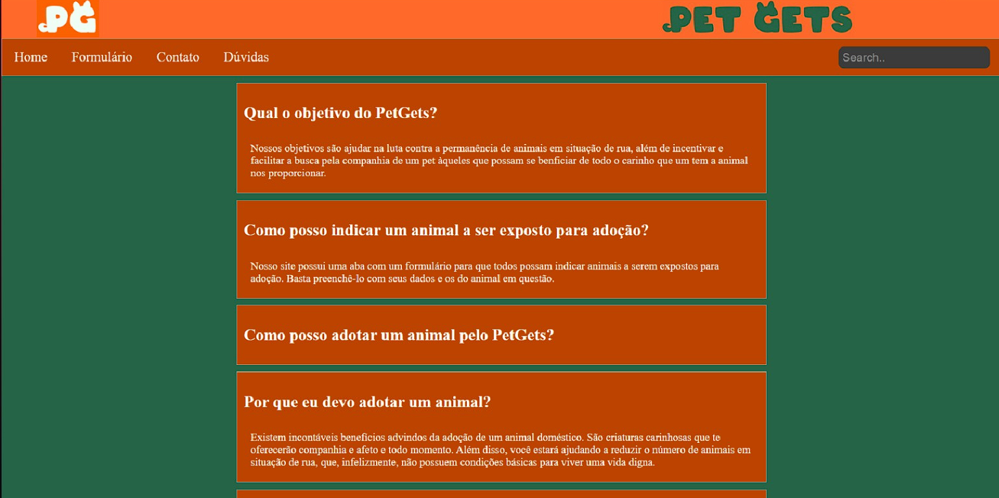 PG
PET GETS
Home Formulário Contato Dúvidas Search..
Qual o objetivo do PetGets?
Nossos objetivos são ajudar na luta contra a permanência de animais em situação de rua, além de incentivar e
facilitar a busca pela companhia de um pet àqueles que possam se benficiar de todo o carinho que um tem a animal
nos proporcionar.
Como posso indicar um animal a ser exposto para adoção?
Nosso site possui uma aba com um formulário para que todos possam indicar animais a serem expostos para
adoção. Basta preenchê-lo com seus dados e os do animal em questão.
Como posso adotar um animal pelo PetGets?
Por que eu devo adotar um animal?
Existem incontáveis benefícios advindos da adoção de um animal doméstico. São criaturas carinhosas que te
oferecerão companhia e afeto e todo momento. Além disso, você estará ajudando a reduzir o número de animais em
situação de rua, que, infelizmente, não possuem condições básicas para viver uma vida digna.